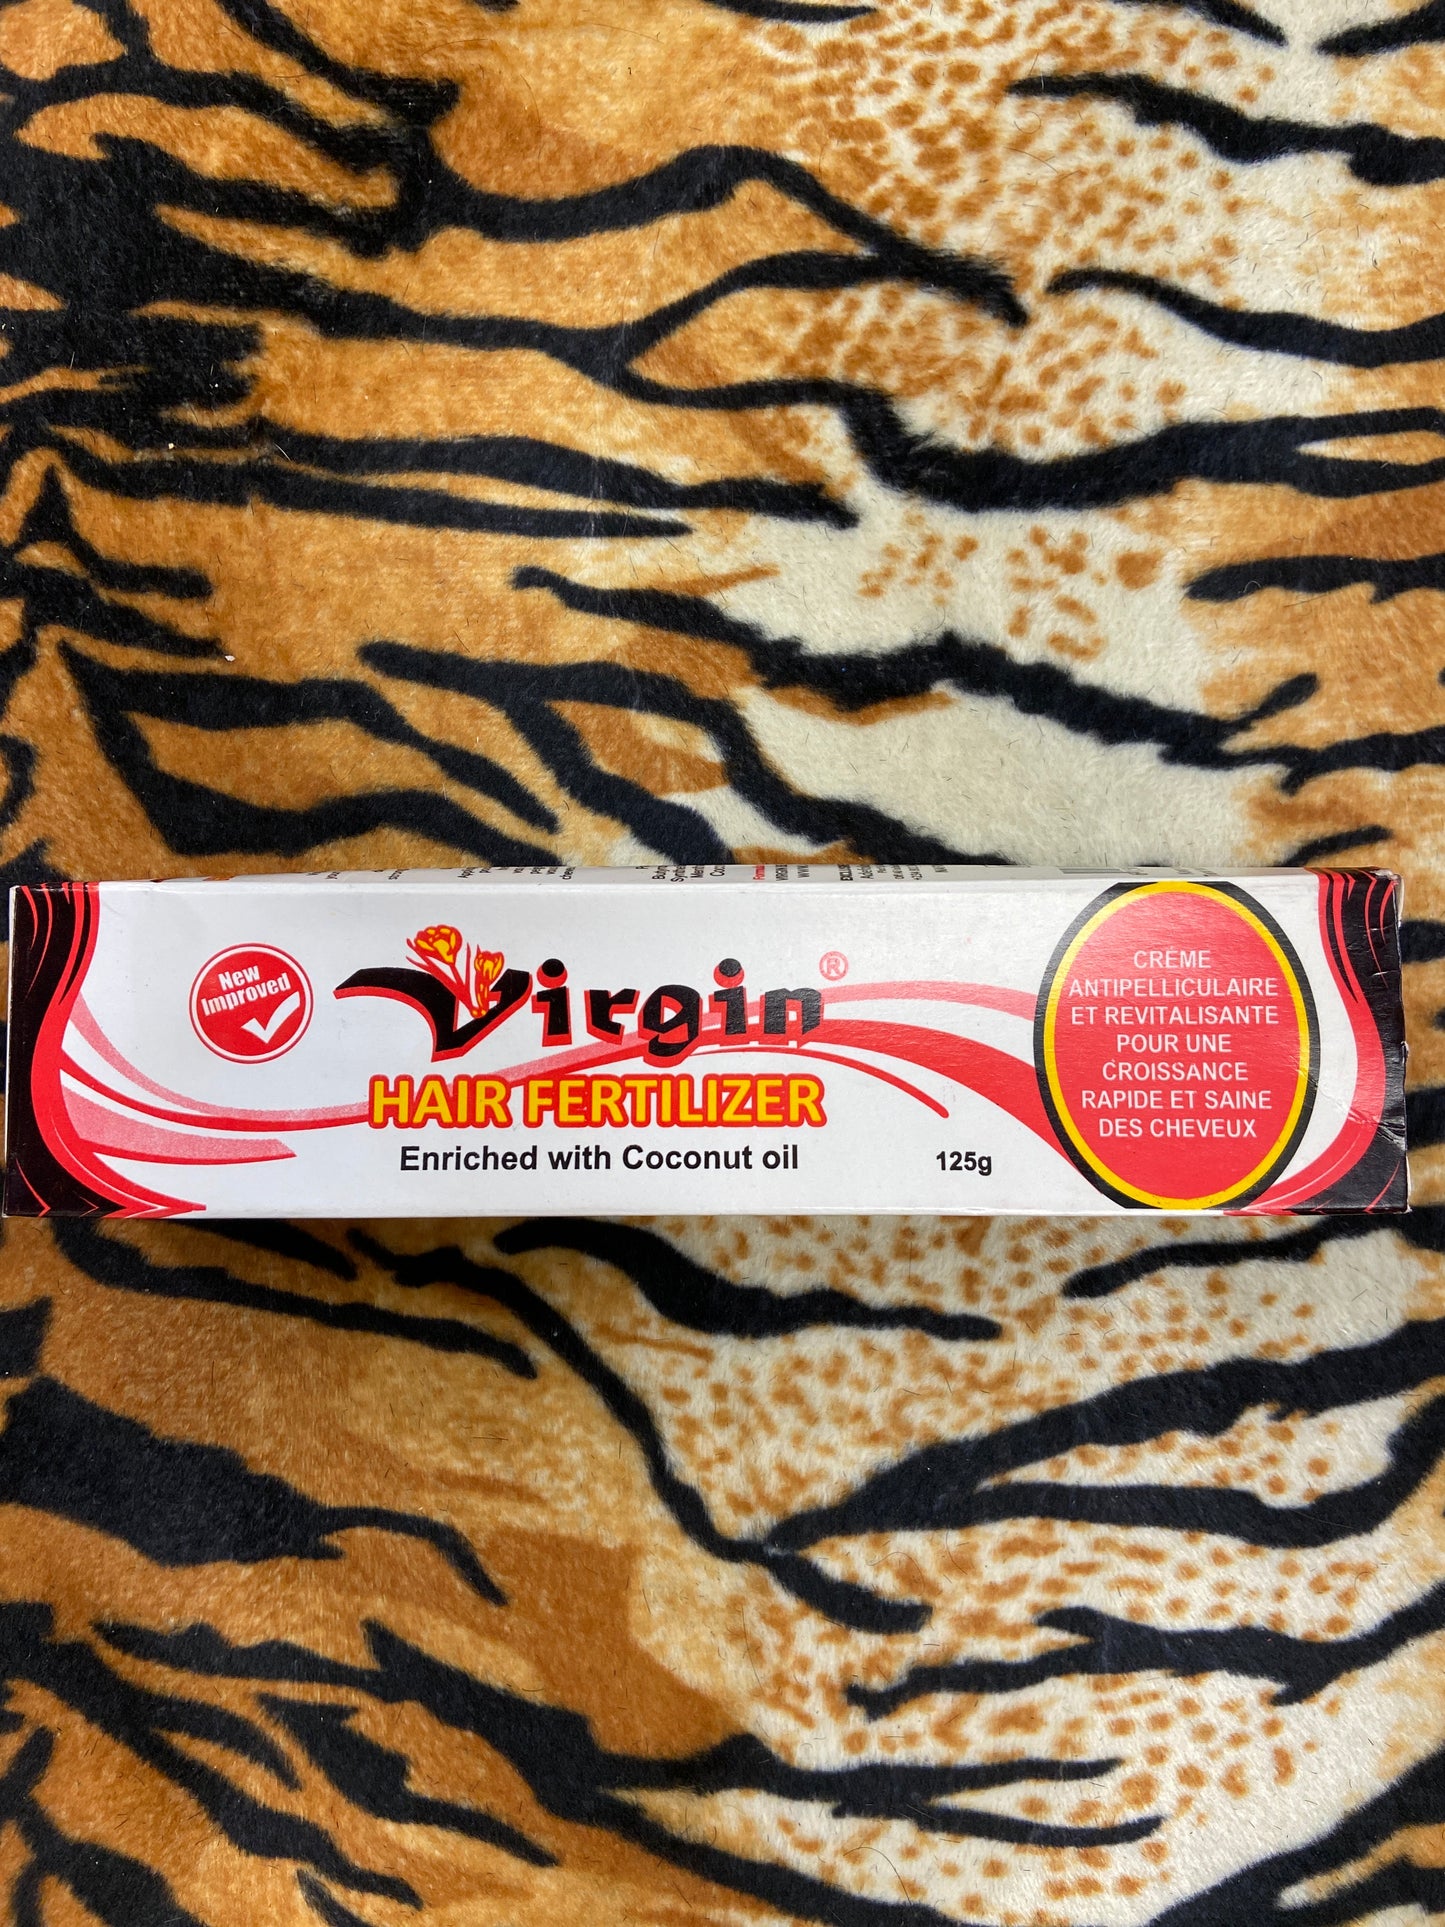 New
Improved
Virgin®
HAIR FERTILIZER
Enriched with Coconut oil
125g
CRÉME
ANTIPELLICULAIRE
ET REVITALISANTE
POUR UNE
CROISSANCE
RAPIDE ET SAINE
DES CHEVEUX